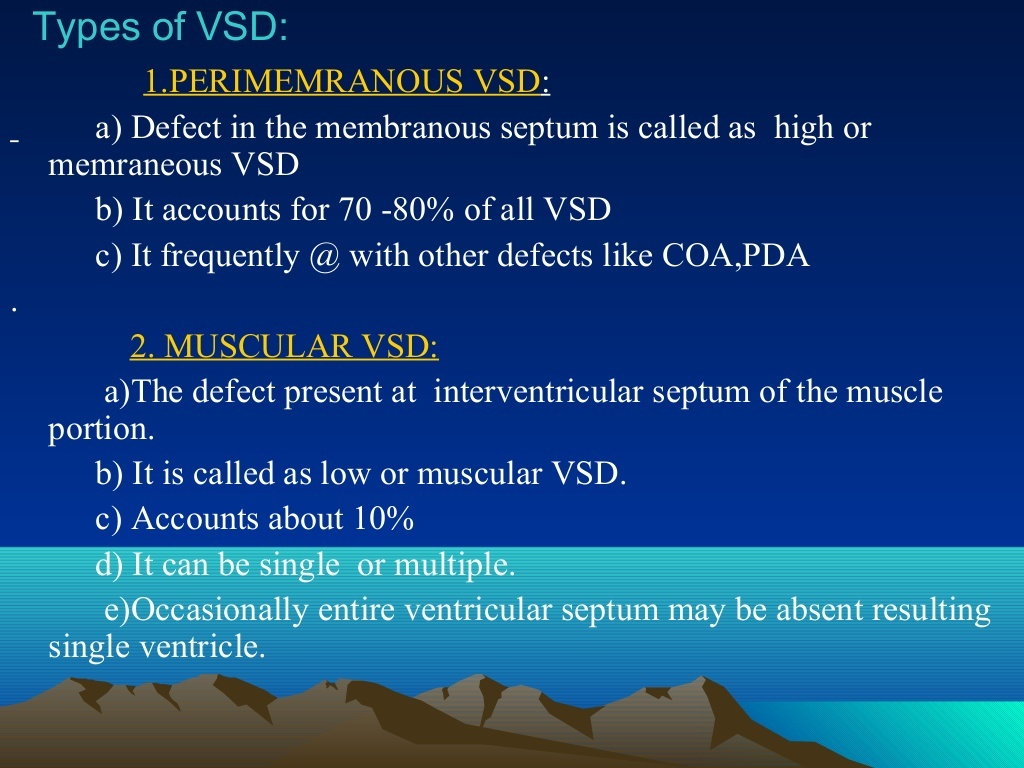 Types of VSD:
1.PERIMEMRANOUS VSD:
- a) Defect in the membranous septum is called as high or
memraneous VSD
b) It accounts for 70 -80% of all VSD
c) It frequently @ with other defects like COA,PDA
.
2. MUSCULAR VSD:
a)The defect present at interventricular septum of the muscle
portion.
b) It is called as low or muscular VSD.
c) Accounts about 10%
d) It can be single or multiple.
e)Occasionally entire ventricular septum may be absent resulting
single ventricle.